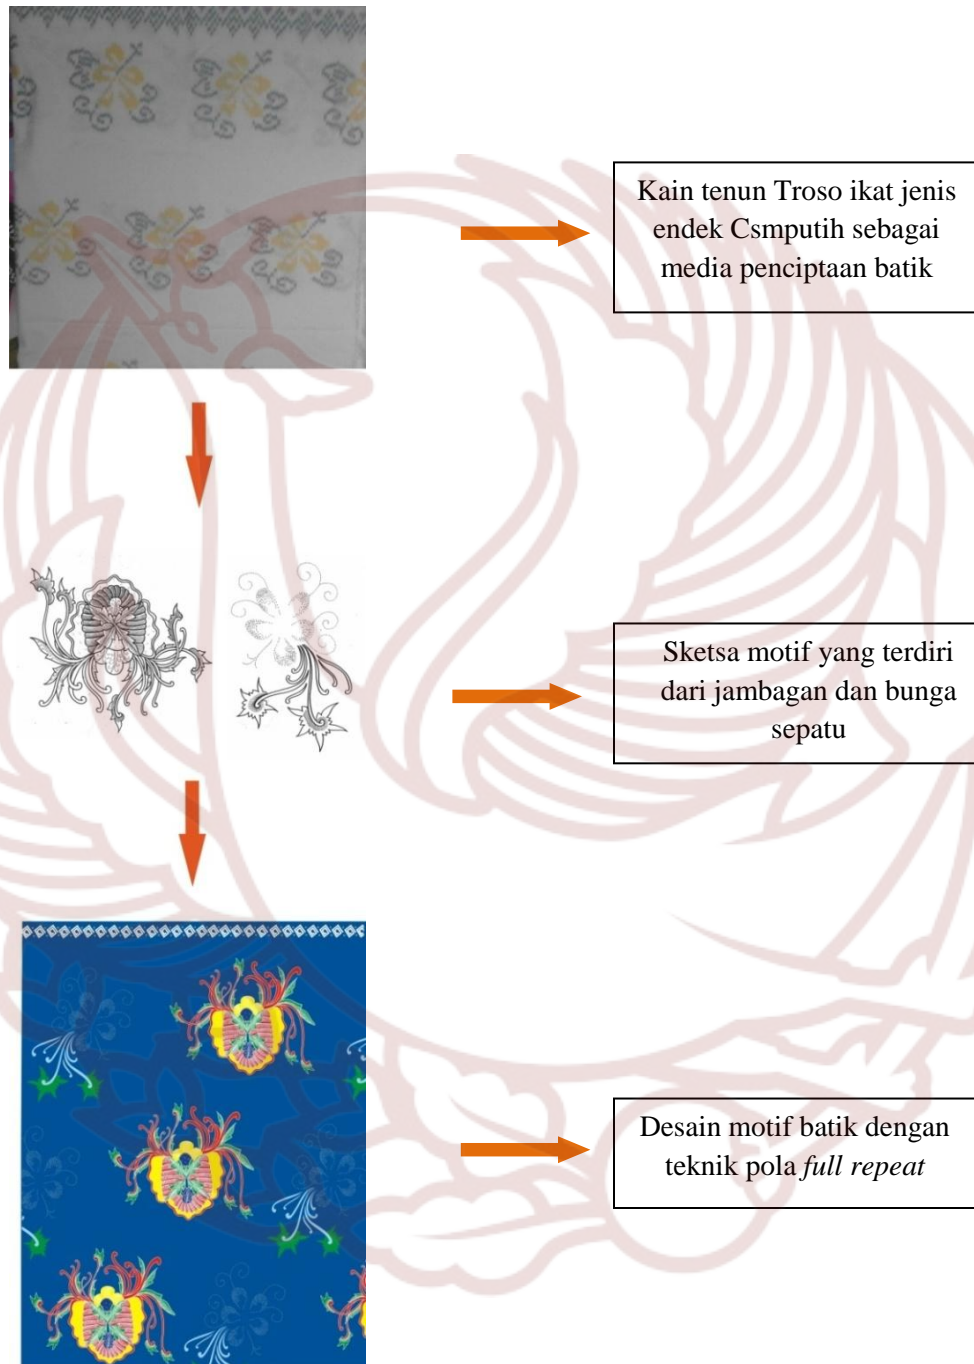 Kain tenun Troso ikat jenis
endek Csmputih sebagai
media penciptaan batik
Sketsa motif yang terdiri
dari jambagan dan bunga
sepatu
Desain motif batik dengan
teknik pola full repeat